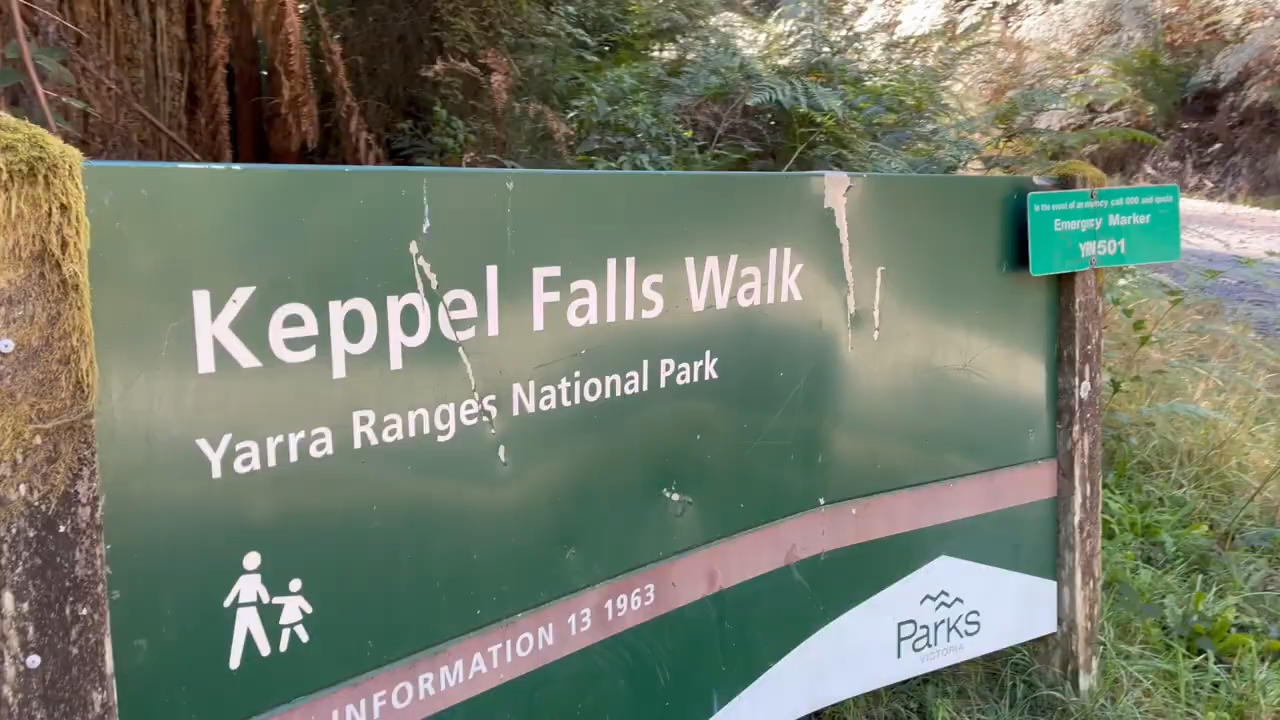 Keppel Falls Walk
Yarra Ranges National Park
INFORMATION 13 1963
Parks
VICTORIA
In the event of an emergency call 000 and quote
Emergency Marker
501